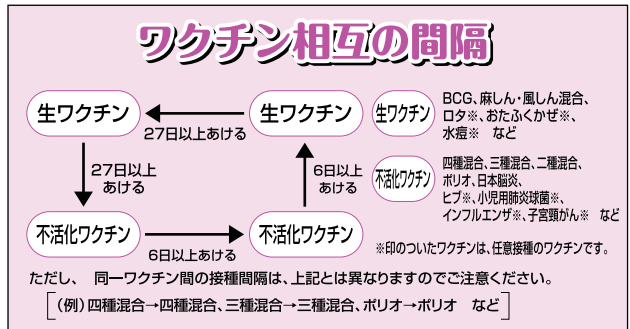 ワクチン相互の間隔
生ワクチン
生ワクチン
27日以上あける
27日以上
あける
6日以上
あける
不活化ワクチン
不活化ワクチン
6日以上あける
生ワクチン
BCG、麻しん・風しん混合、
ロタ※、おたふくかぜ※、
水痘※ など
不活化ワクチン
四種混合、三種混合、二種混合、
ポリオ、日本脳炎、
ヒブ※、小児用肺炎球菌※、
インフルエンザ※、子宮頸がん※ など
※印のついたワクチンは、任意接種のワクチンです。
ただし、 同一ワクチン間の接種間隔は、上記とは異なりますのでご注意ください。
(例)四種混合→四種混合、三種混合→三種混合、ポリオ→ポリオ など